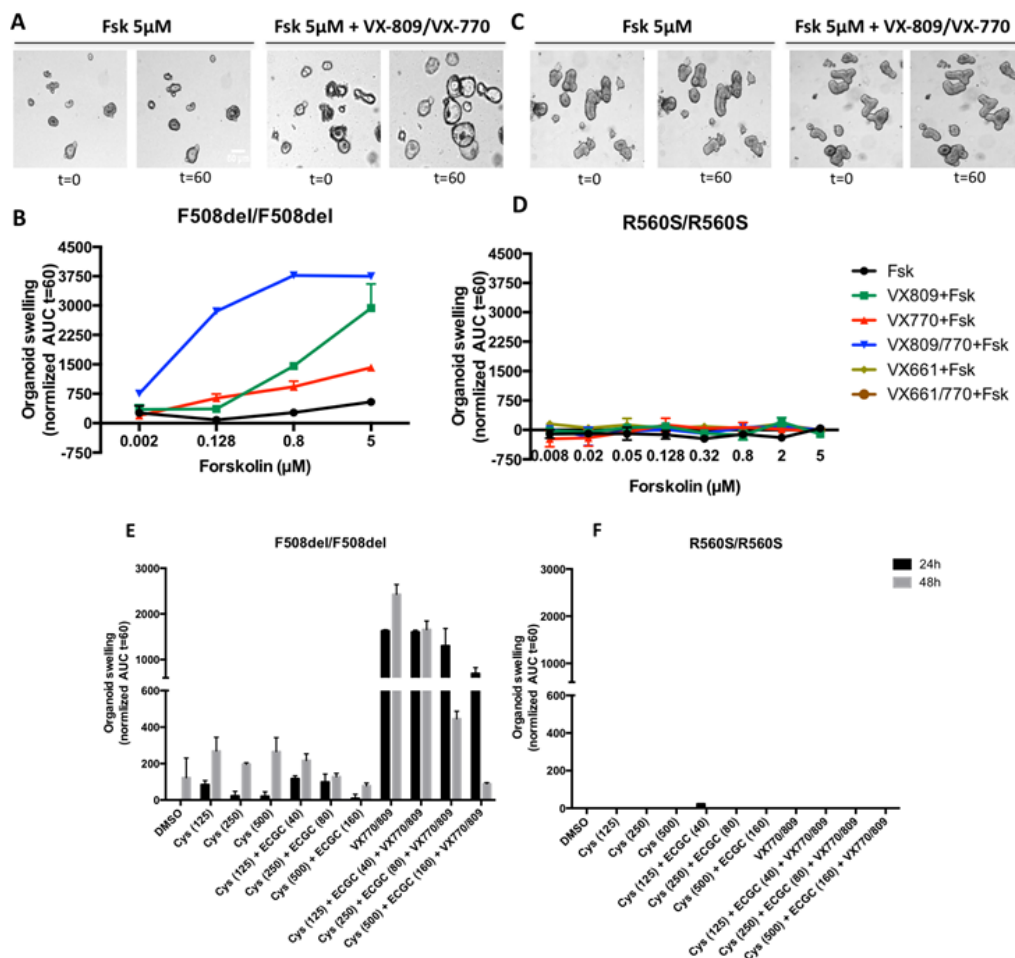 A
Fsk 5µM
Fsk 5µM + VX-809/VX-770
t=0
t=60
t=0
t=60
C
Fsk 5µM
Fsk 5µM + VX-809/VX-770
t=0
t=60
t=0
t=60
B
F508del/F508del
Organoid swelling
(normlized AUC t=60)
4500
3750
3000
2250
1500
750
0
-750
0.002
0.128
0.8
5
Forskolin (µM)
D
R560S/R560S
Organoid swelling
(normlized AUC t=60)
4500
3750
3000
2250
1500
750
0
-750
0.008
0.02
0.05
0.128
0.32
0.8
2
5
Forskolin (µM)
Fsk
VX809+Fsk
VX770+Fsk
VX809/770+Fsk
VX661+Fsk
VX661/770+Fsk
E
F508del/F508del
Organoid swelling
(normlized AUC t=60)
3000
2000
1000
600
400
200
0
DMSO
Cys (125)
Cys (250)
Cys (500)
Cys (125) + ECGC (40)
Cys (250) + ECGC (80)
Cys (500) + ECGC (160)
VX770/809
Cys (125) + ECGC (40) + VX770/809
Cys (250) + ECGC (80) + VX770/809
Cys (500) + ECGC (160) + VX770/809
F
R560S/R560S
Organoid swelling
(normlized AUC t=60)
3000
2000
1000
600
400
200
0
DMSO
Cys (125)
Cys (250)
Cys (500)
Cys (125) + ECGC (40)
Cys (250) + ECGC (80)
Cys (500) + ECGC (160)
VX770/809
Cys (125) + ECGC (40) + VX770/809
Cys (250) + ECGC (80) + VX770/809
Cys (500) + ECGC (160) + VX770/809
24h
48h